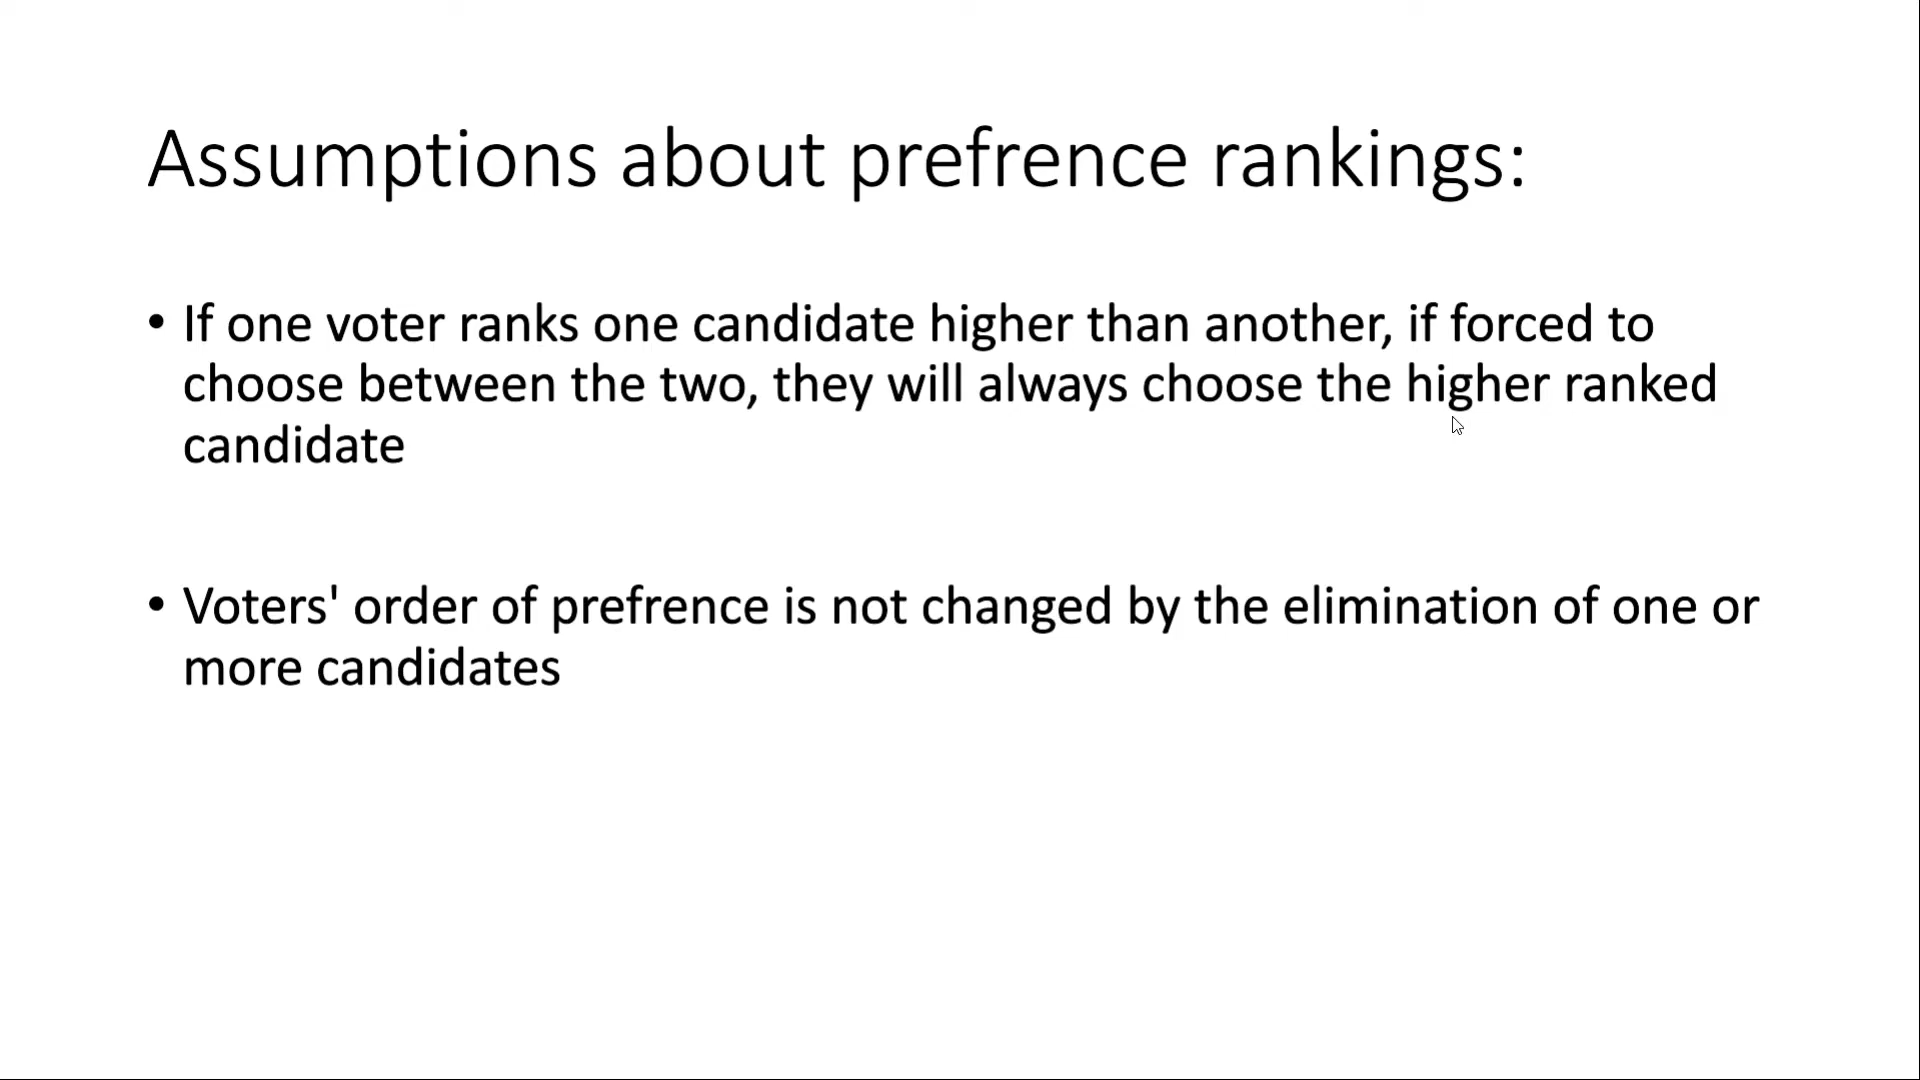 Assumptions about prefrence rankings:
• If one voter ranks one candidate higher than another, if forced to
choose between the two, they will always choose the higher ranked
candidate
• Voters' order of prefrence is not changed by the elimination of one or
more candidates